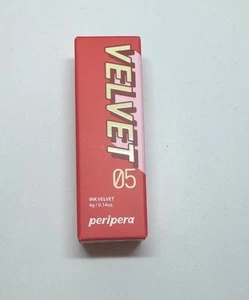 VELVET
05
INK VELVET
4g / 0.14oz.
peripera